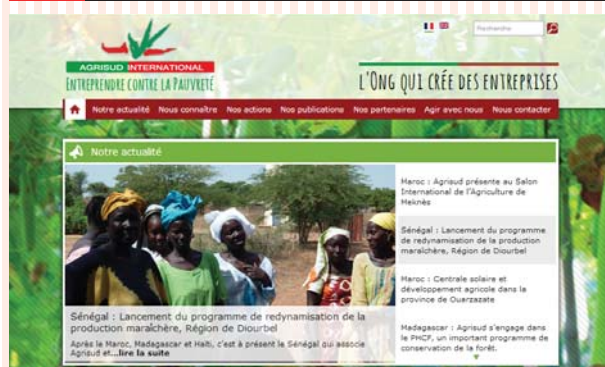 Recherche
AGRISUD INTERNATIONAL
ENTREPRENDRE CONTRE LA PAUVRETÉ
L'ONG QUI CRÉE DES ENTREPRISES
Notre actualité Nous connaître Nos actions Nos publications Nos partenaires Agir avec nous Nous contacter
Notre actualité
Maroc : Agrisud présente au Salon
International de l'Agriculture de
Meknès
Sénégal : Lancement du programme
de redynamisation de la production
maraîchère, Région de Diourbel
Maroc : Centrale solaire et
développement agricole dans la
province de Ouarzazate
Madagascar : Agrisud s'engage dans
le PHCF, un important programme de
conservation de la forêt.
Sénégal : Lancement du programme de redynamisation de la
production maraîchère, Région de Diourbel
Après le Maroc, Madagascar et Haïti, c'est à présent le Sénégal qui associe
Agrisud et...lire la suite